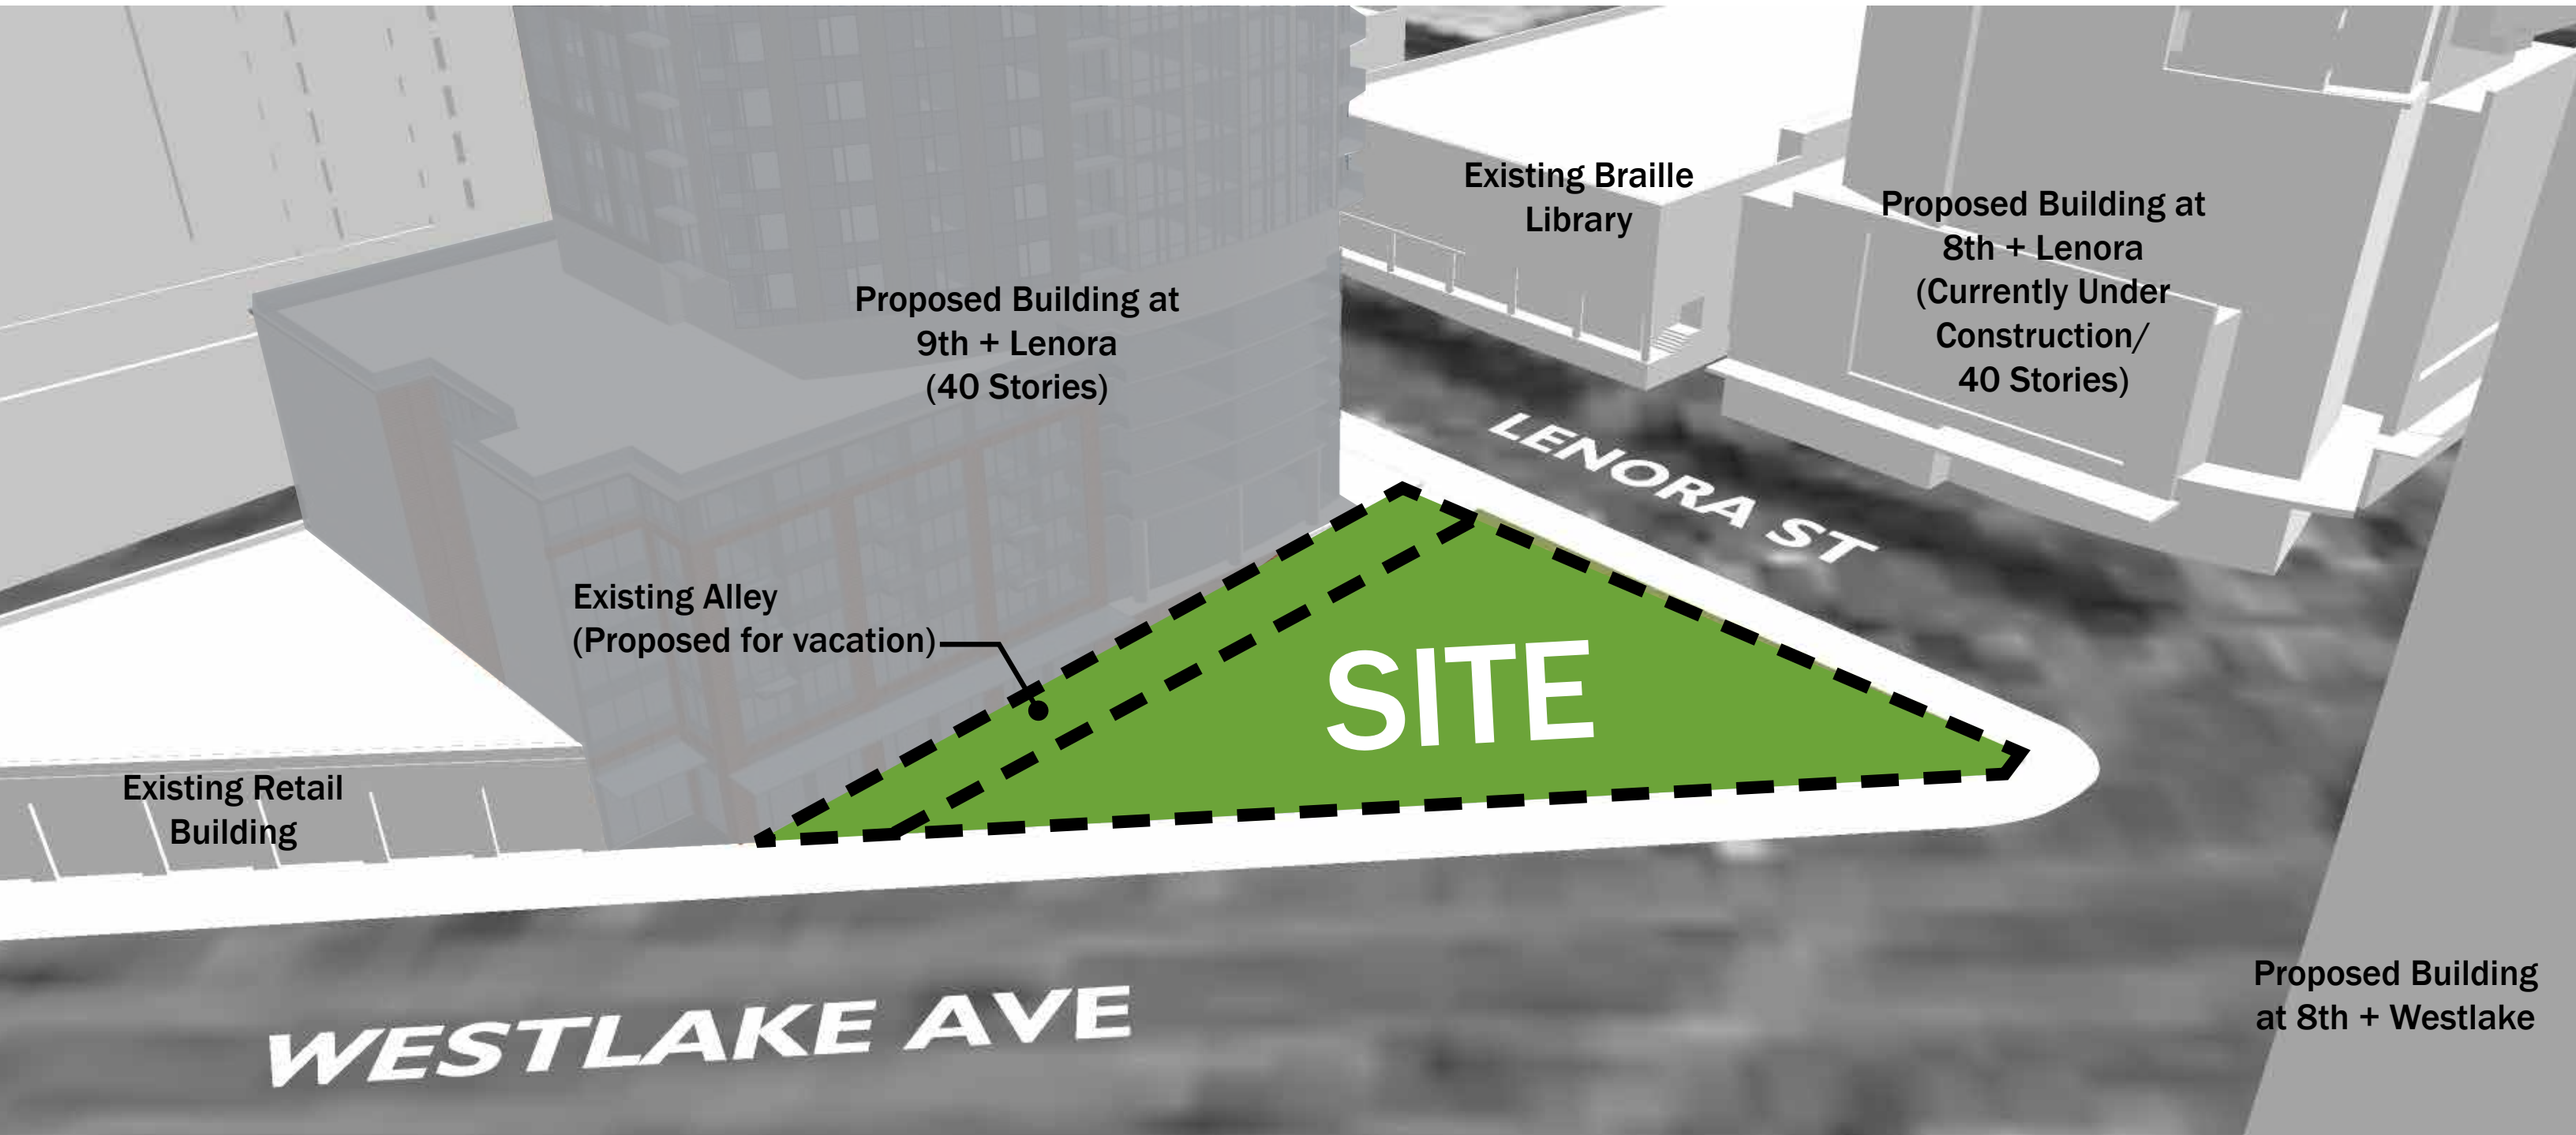 Existing Braille
Library
Proposed Building at
8th + Lenora
(Currently Under
Construction/
40 Stories)
Proposed Building at
9th + Lenora
(40 Stories)
LENORA ST
Existing Alley
(Proposed for vacation)
SITE
Existing Retail
Building
Proposed Building
at 8th + Westlake
WESTLAKE AVE